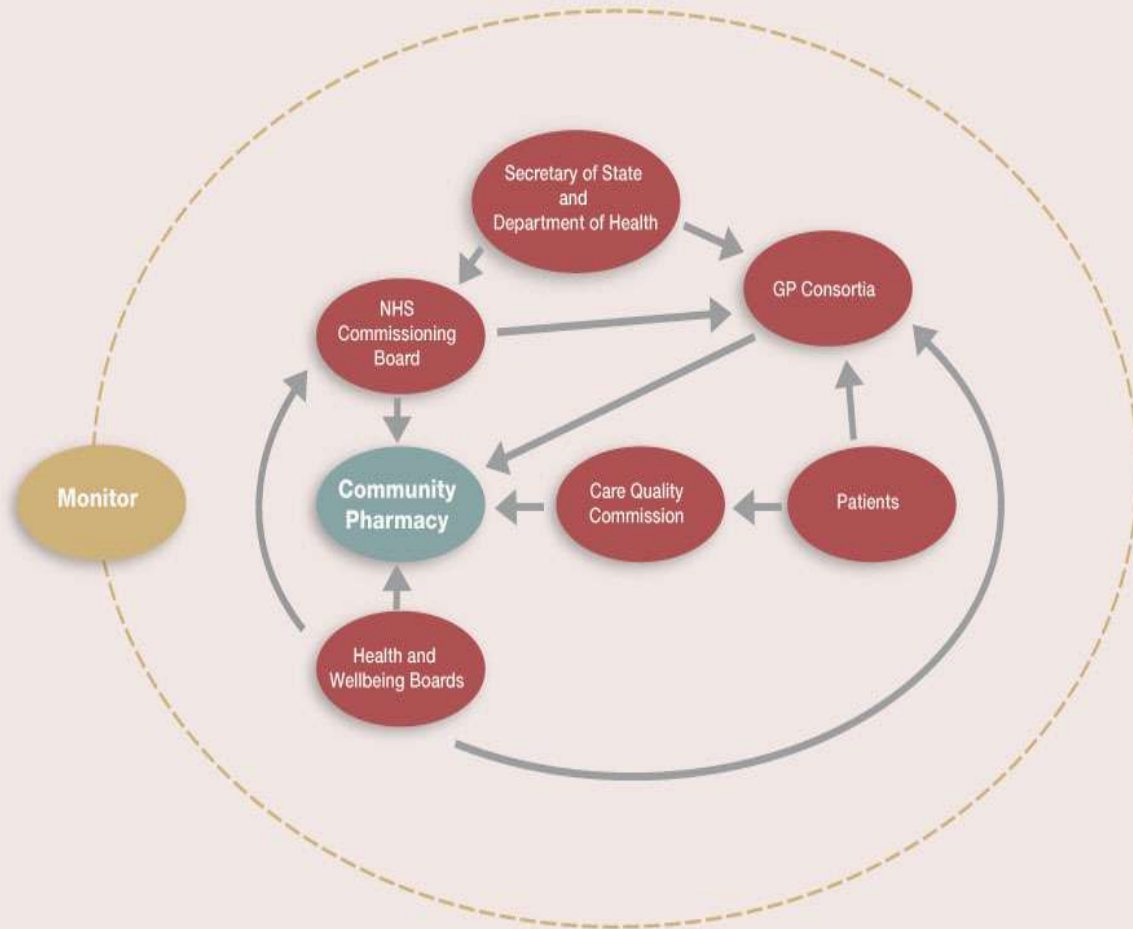 Secretary of State
and
Department of Health
GP Consortia
NHS
Commissioning
Board
Monitor
Community
Pharmacy
Care Quality
Commission
Patients
Health and
Wellbeing Boards